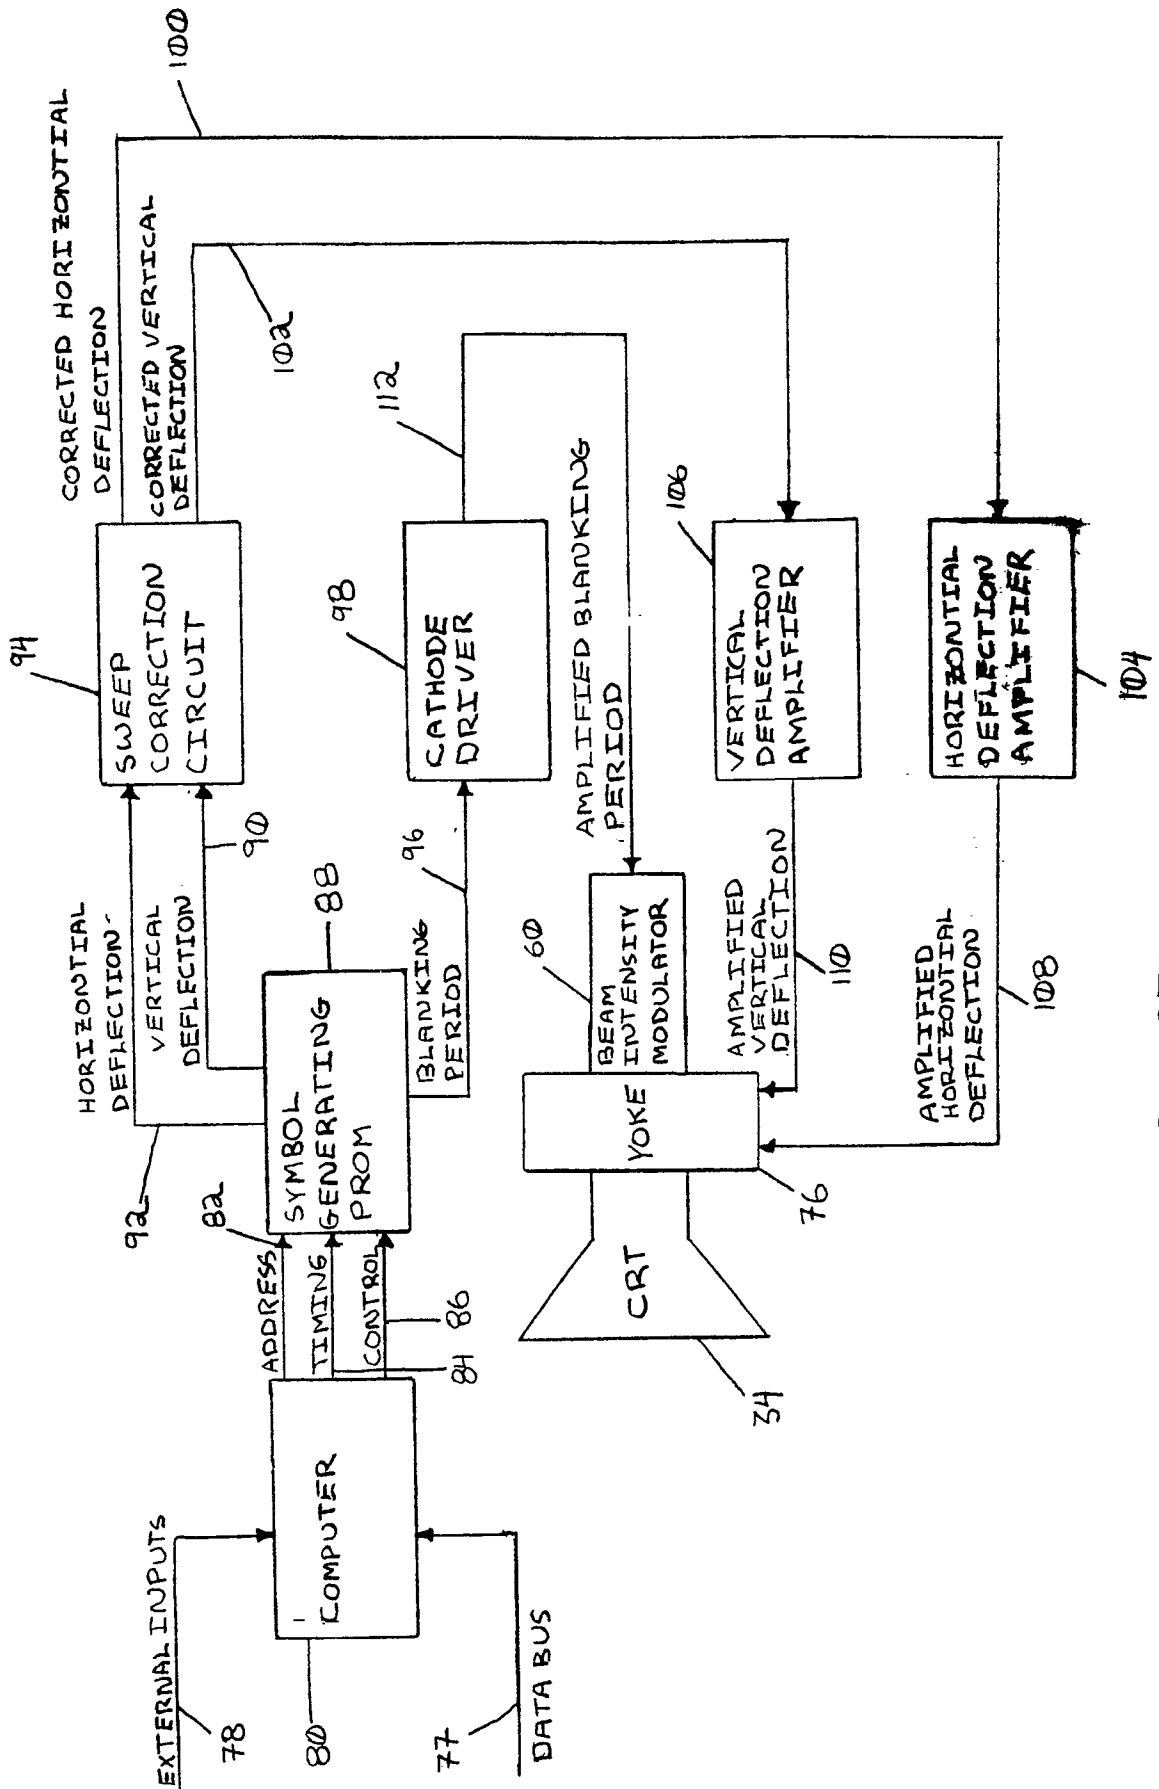 EXTERNAL INPUTS
78
80
COMPUTER
77
DATA BUS
ADDRESS
82
TIMING
84
CONTROL
86
SYMBOL
GENERATING
PROM
88
92
HORIZONTIAL
DEFLECTION
VERTICAL
DEFLECTION
90
BLANKING
PERIOD
96
94
SWEEP
CORRECTION
CIRCUIT
CORRECTED HORIZONTIAL
DEFLECTION
100
CORRECTED VERTICAL
DEFLECTION
102
98
CATHODE
DRIVER
112
AMPLIFIED BLANKING
PERIOD
60
BEAM
INTENSITY
MODULATOR
YOKE
76
CRT
34
106
VERTICAL
DEFLECTION
AMPLIFIER
AMPLIFIED
VERTICAL
DEFLECTION
110
HORIZONTIAL
DEFLECTION
AMPLIFIER
104
AMPLIFIED
HORIZONTIAL
DEFLECTION
108